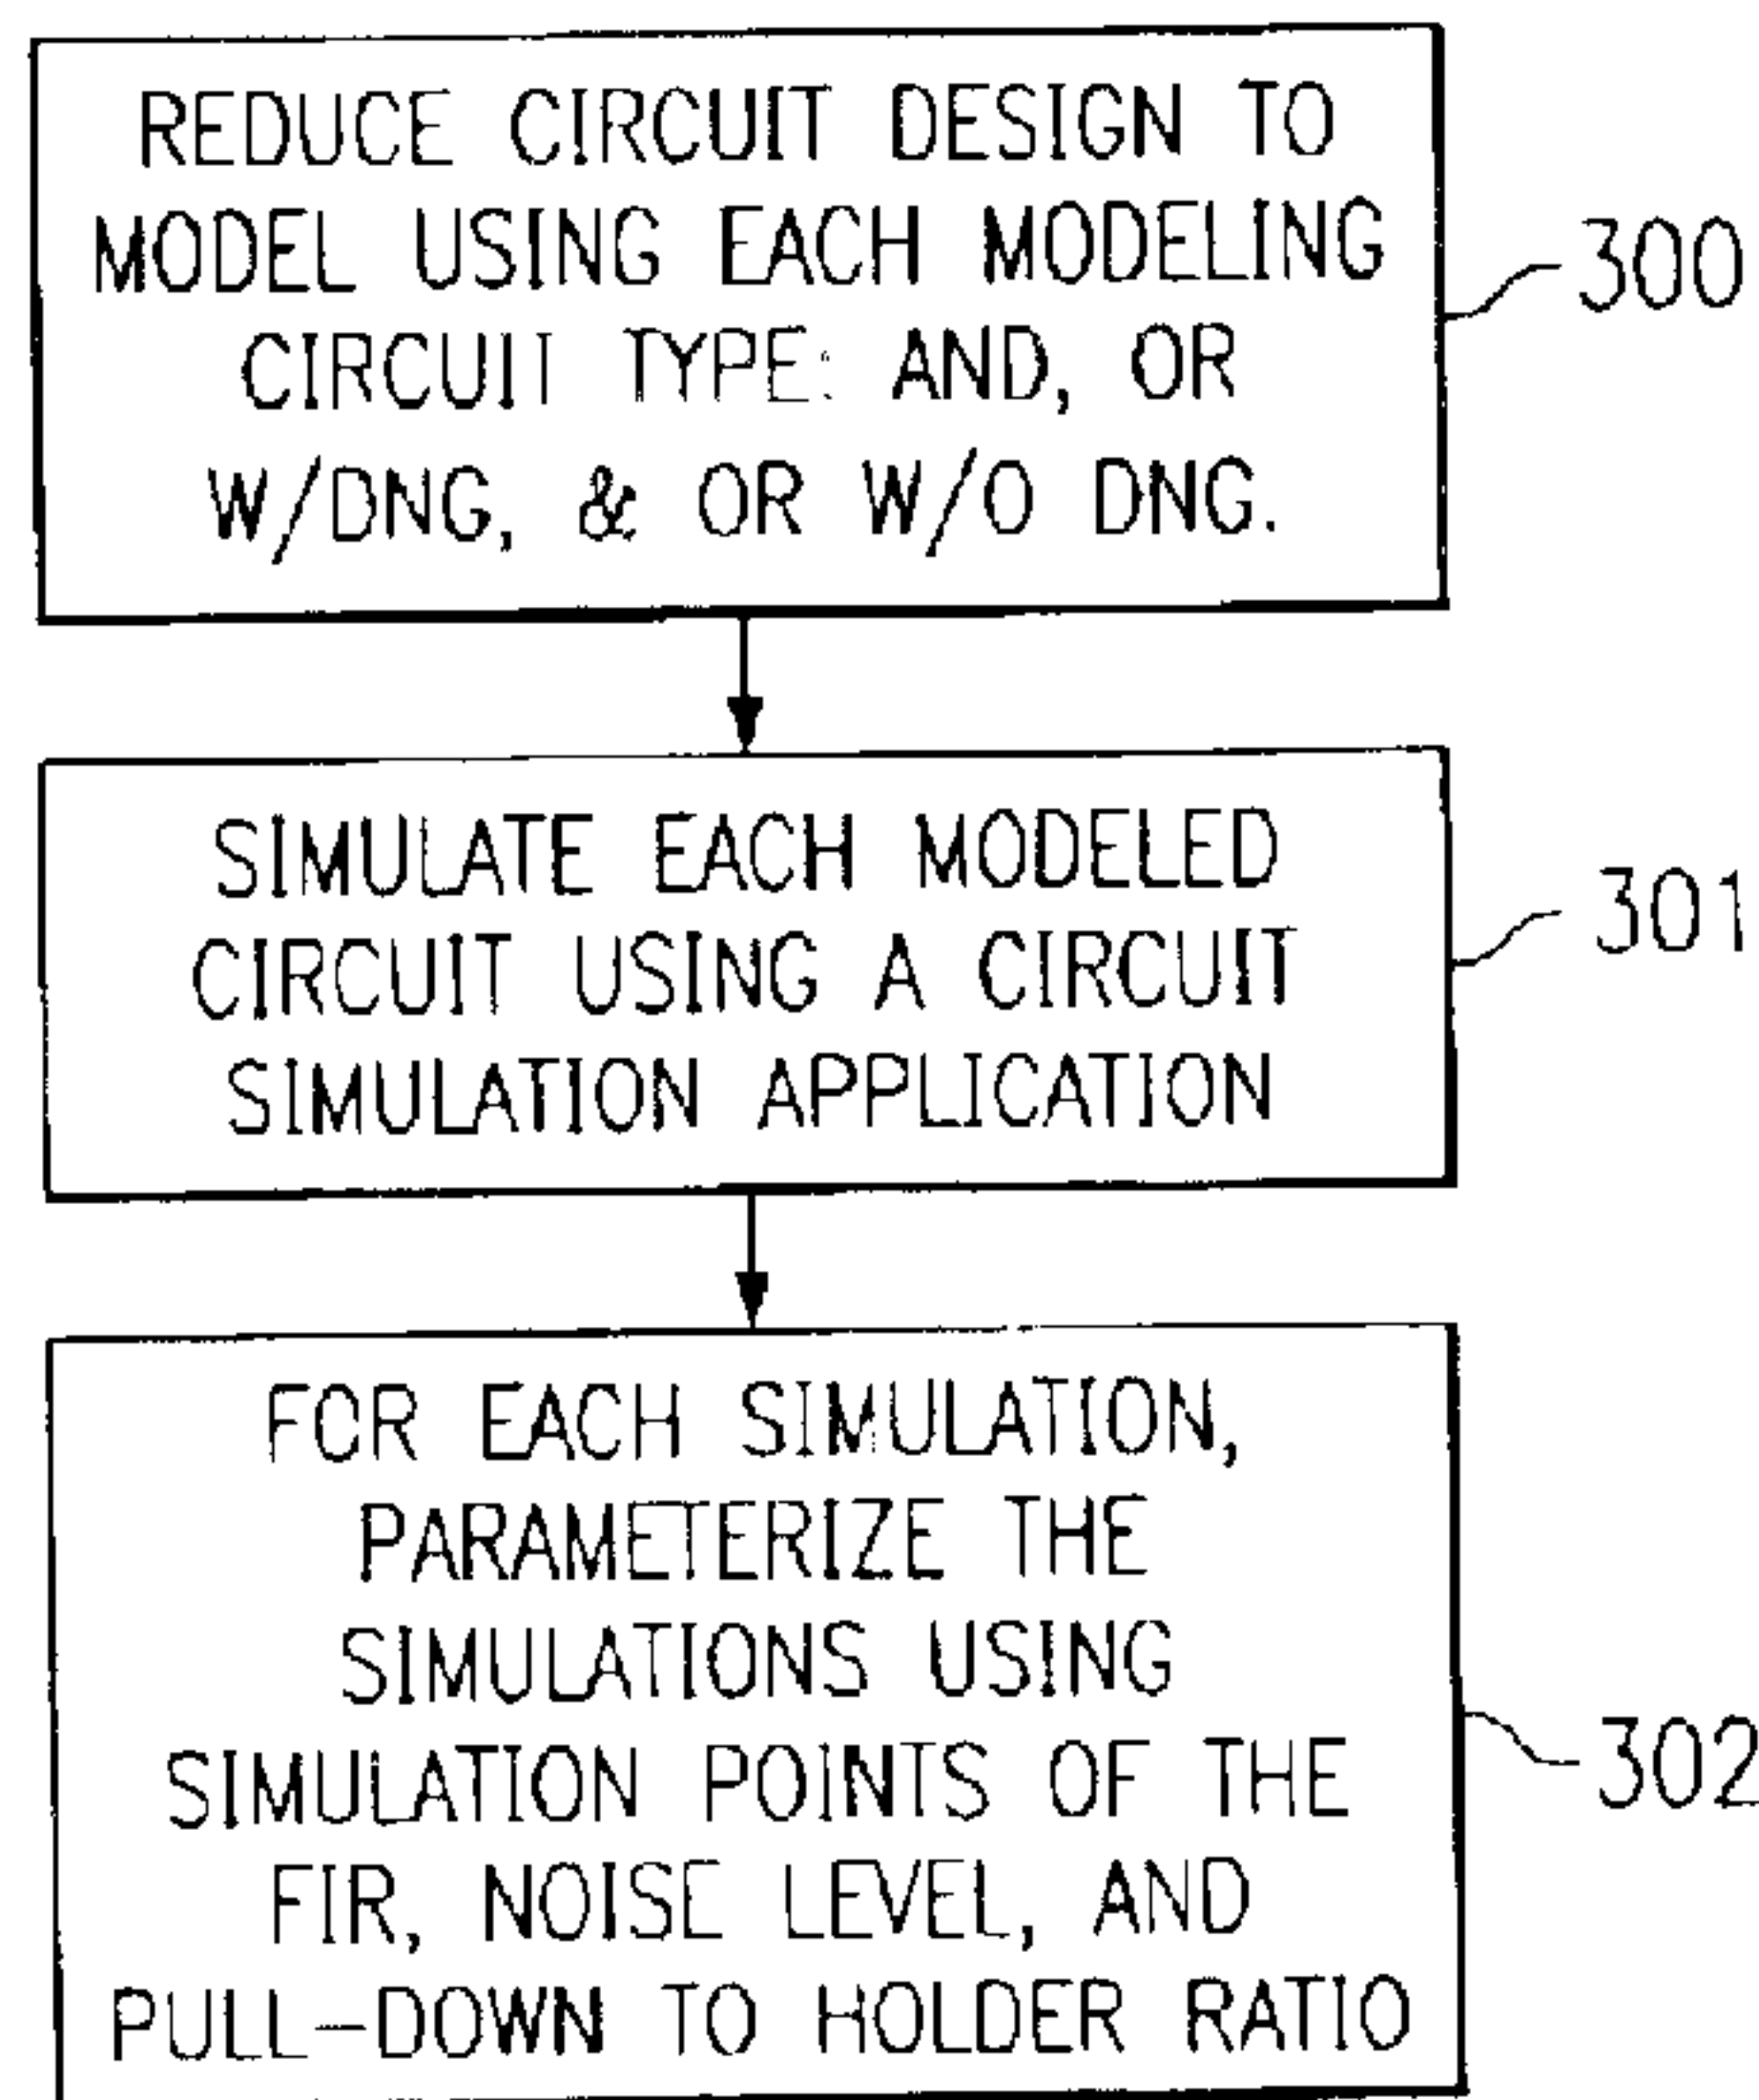 REDUCE CIRCUIT DESIGN TO
MODEL USING EACH MODELING
CIRCUIT TYPE: AND, OR
W/DNG, & OR W/O DNG.
300
SIMULATE EACH MODELED
CIRCUIT USING A CIRCUIT
SIMULATION APPLICATION
301
FOR EACH SIMULATION,
PARAMETERIZE THE
SIMULATIONS USING
SIMULATION POINTS OF THE
FIR, NOISE LEVEL, AND
PULL-DOWN TO HOLDER RATIO
302